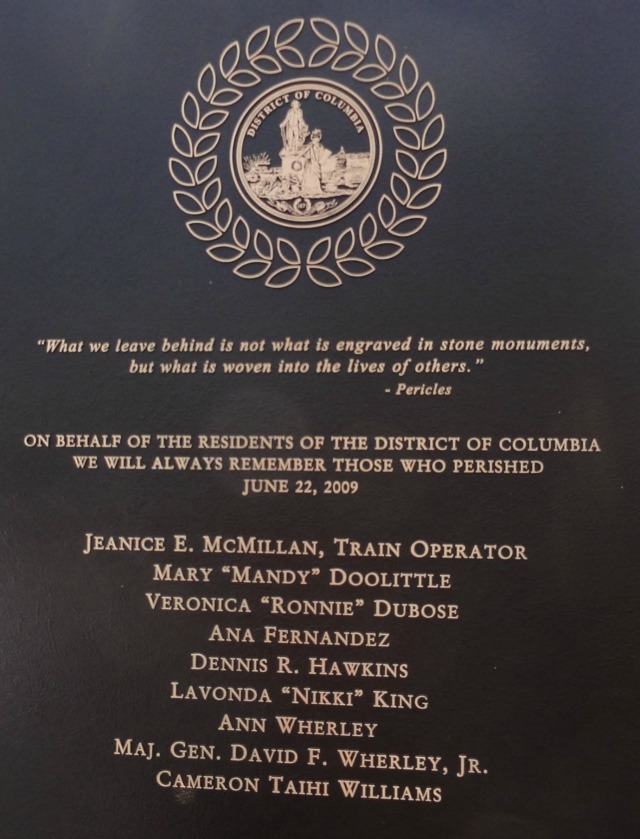 DISTRICT OF COLUMBIA
"What we leave behind is not what is engraved in stone monuments,
but what is woven into the lives of others."
- Pericles
ON BEHALF OF THE RESIDENTS OF THE DISTRICT OF COLUMBIA
WE WILL ALWAYS REMEMBER THOSE WHO PERISHED
JUNE 22, 2009
JEANICE E. MCMILLAN, TRAIN OPERATOR
MARY "MANDY" DOOLITTLE
VERONICA "RONNIE" DUBOSE
ANA FERNANDEZ
DENNIS R. HAWKINS
LAVONDA "NIKKI" KING
ANN WHERLEY
MAJ. GEN. DAVID F. WHERLEY, JR.
CAMERON TAIHI WILLIAMS